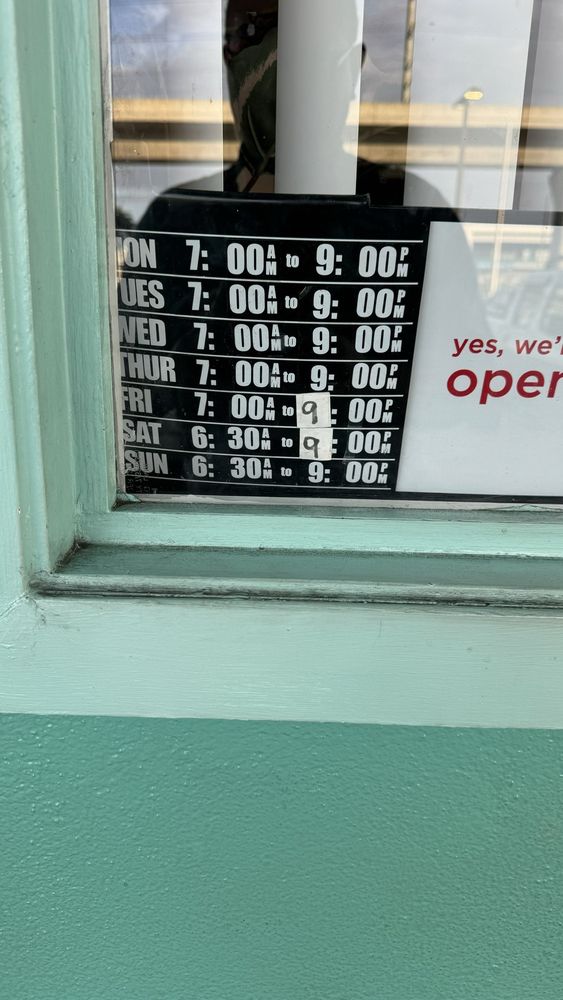 ON 7: 00AM to 9: 00PM
UES 7: 00AM to 9: 00PM
WED 7: 00AM to 9: 00PM
THUR 7: 00AM to 9: 00PM
FRI 7: 00AM to 9: 00PM
SAT 6: 30AM to 9: 00PM
SUN 6: 30AM to 9: 00PM
yes, we'r
open